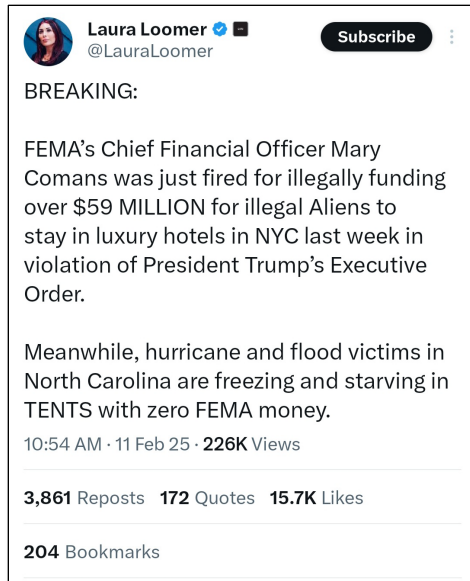 Laura Loomer
@LauraLoomer
Subscribe
BREAKING:
FEMA’s Chief Financial Officer Mary
Comans was just fired for illegally funding
over $59 MILLION for illegal Aliens to
stay in luxury hotels in NYC last week in
violation of President Trump’s Executive
Order.
Meanwhile, hurricane and flood victims in
North Carolina are freezing and starving in
TENTS with zero FEMA money.
10:54 AM · 11 Feb 25 · 226K Views
3,861 Reposts 172 Quotes 15.7K Likes
204 Bookmarks